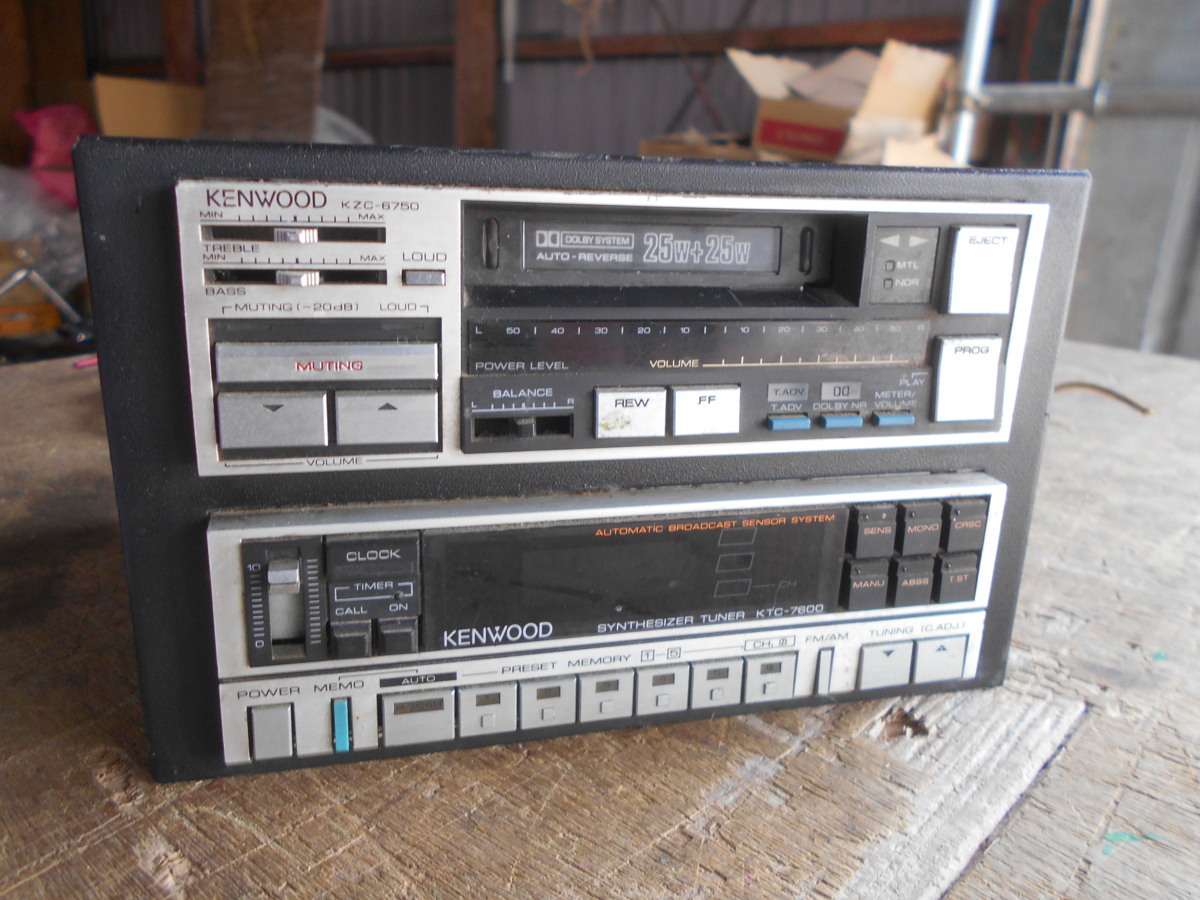 KENWOOD KZC-6750
MIN MAX
TREBLE
MIN MAX
BASS
LOUD
MUTING (-20dB) LOUD
MUTING
VOLUME
DOLBY SYSTEM
AUTO-REVERSE
25W+25W
MTL
NOR
EJECT
L 50 40 30 20 10 10 20 30 40 50 R
POWER LEVEL VOLUME
BALANCE
L R
REW
FF
T.ADV
T.ADV
DOLBY NR
METER/
VOLUME
PLAY
PROG
AUTOMATIC BROADCAST SENSOR SYSTEM
10
0
CLOCK
TIMER
CALL ON
CH
KENWOOD SYNTHESIZER TUNER KTC-7600
SENS MONO CRSC
MANU ABSS T.ST
POWER MEMO AUTO PRESET MEMORY 1-5 CH, Ø FM/AM TUNING (C.ADJ.)